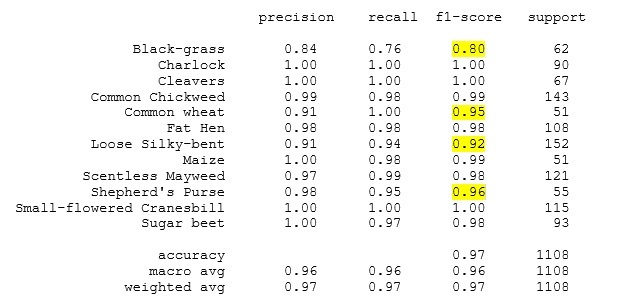 precision recall f1-score support
Black-grass 0.84 0.76 0.80 62
Charlock 1.00 1.00 1.00 90
Cleavers 1.00 1.00 1.00 67
Common Chickweed 0.99 0.98 0.99 143
Common wheat 0.91 1.00 0.95 51
Fat Hen 0.98 0.98 0.98 108
Loose Silky-bent 0.91 0.94 0.92 152
Maize 1.00 0.98 0.99 51
Scentless Mayweed 0.97 0.99 0.98 121
Shepherd's Purse 0.98 0.95 0.96 55
Small-flowered Cranesbill 1.00 1.00 1.00 115
Sugar beet 1.00 0.97 0.98 93
accuracy 0.97 1108
macro avg 0.96 0.96 0.96 1108
weighted avg 0.97 0.97 0.97 1108